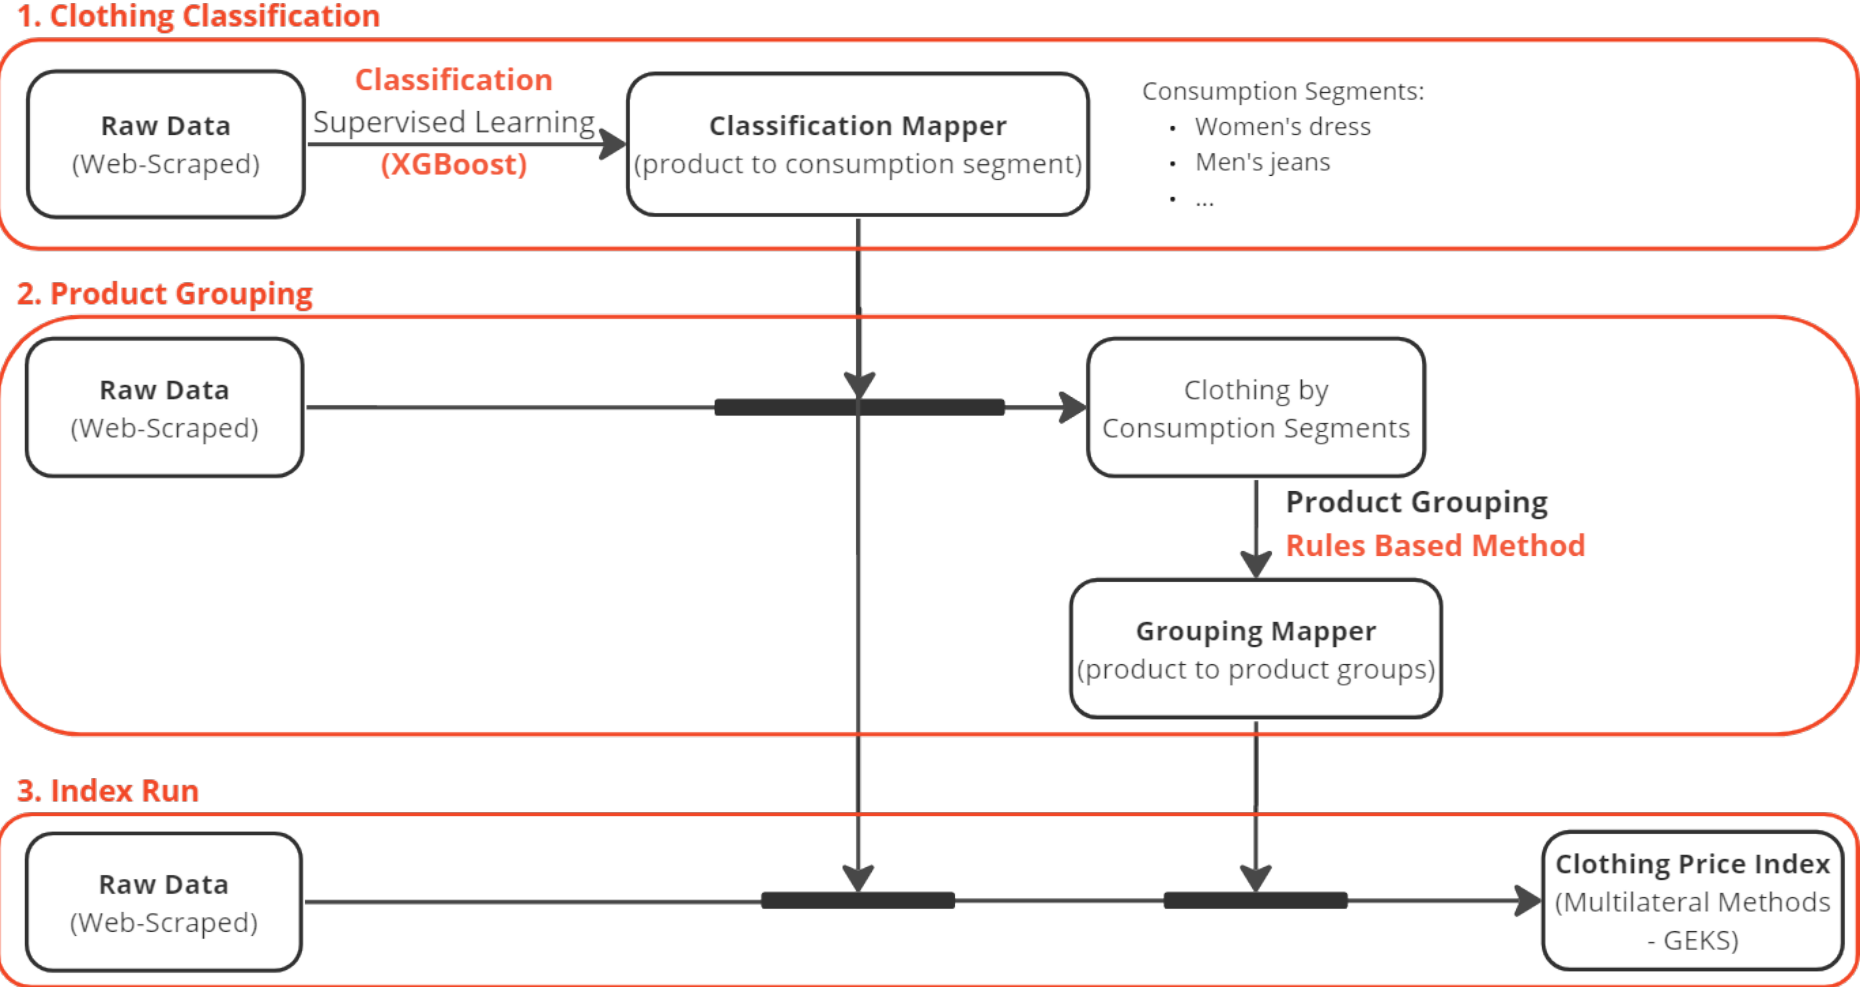 1. Clothing Classification
Raw Data
(Web-Scraped)
Classification
Supervised Learning
(XGBoost)
Classification Mapper
(product to consumption segment)
Consumption Segments:
• Women's dress
• Men's jeans
• ...
2. Product Grouping
Raw Data
(Web-Scraped)
Clothing by
Consumption Segments
Product Grouping
Rules Based Method
Grouping Mapper
(product to product groups)
3. Index Run
Raw Data
(Web-Scraped)
Clothing Price Index
(Multilateral Methods
- GEKS)